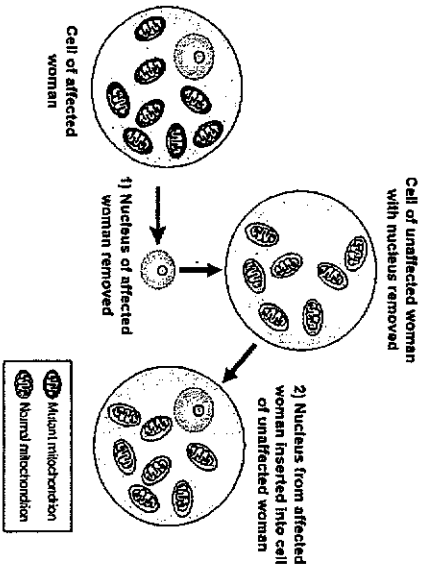 Cell of affected
woman
1) Nucleus of affected
woman removed
Cell of unaffected woman
with nucleus removed
2) Nucleus from affected
woman inserted into cell
of unaffected woman
Mutant mitochondrion
Normal mitochondrion